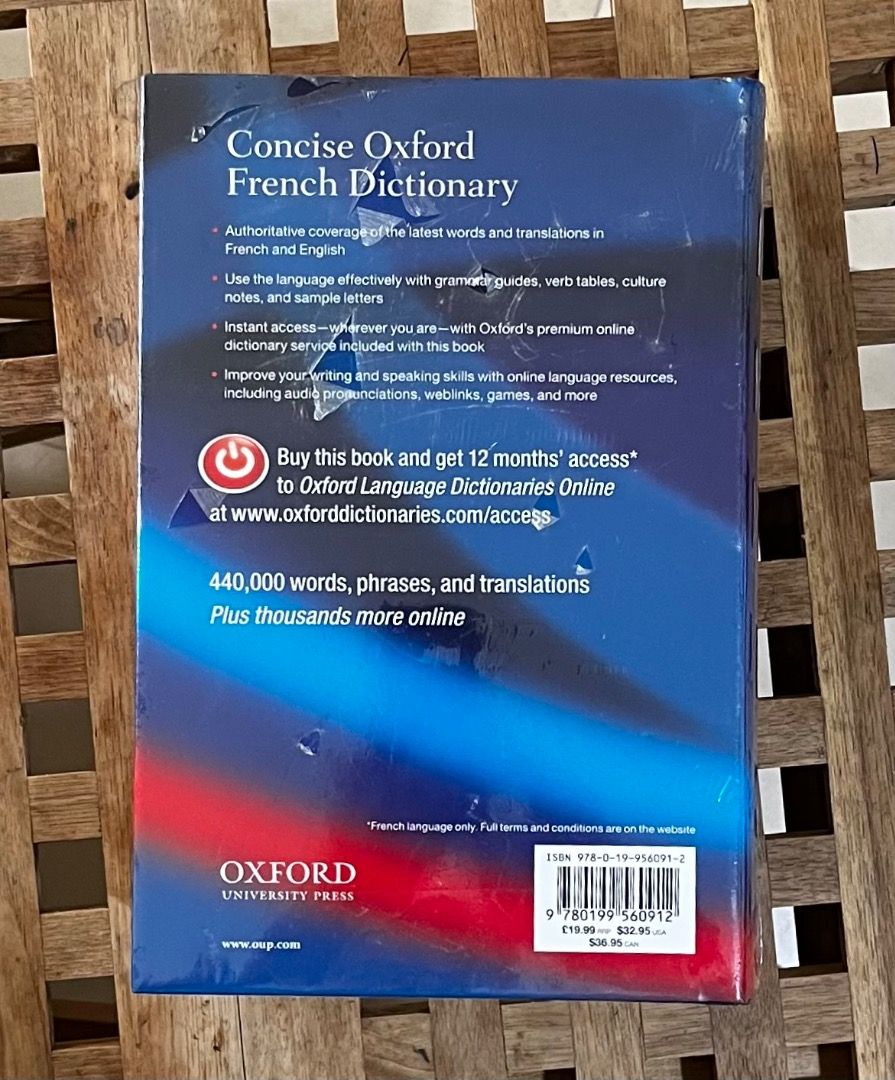 Concise Oxford
French Dictionary
• Authoritative coverage of the latest words and translations in
French and English
• Use the language effectively with grammar guides, verb tables, culture
notes, and sample letters
• Instant access—wherever you are—with Oxford's premium online
dictionary service included with this book
• Improve your writing and speaking skills with online language resources,
including audio pronunciations, weblinks, games, and more
Buy this book and get 12 months' access*
to Oxford Language Dictionaries Online
at www.oxforddictionaries.com/access
440,000 words, phrases, and translations
Plus thousands more online
*French language only. Full terms and conditions are on the website
OXFORD
UNIVERSITY PRESS
www.oup.com
ISBN 978-0-19-956091-2
9 780199 560912
£19.99 RRP $32.95 USA
$36.95 CAN